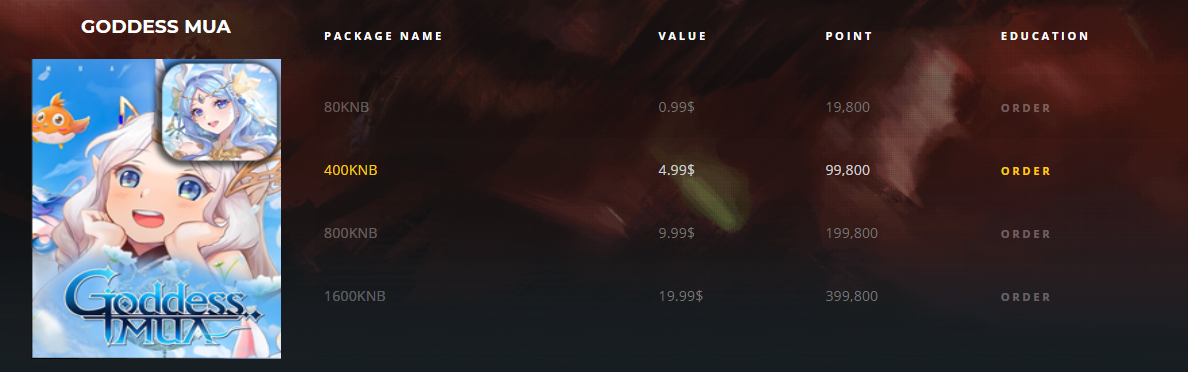 GODDESS MUA
PACKAGE NAME VALUE POINT EDUCATION
80KNB 0.99$ 19,800 ORDER
400KNB 4.99$ 99,800 ORDER
800KNB 9.99$ 199,800 ORDER
1600KNB 19.99$ 399,800 ORDER
Goddess
MUA